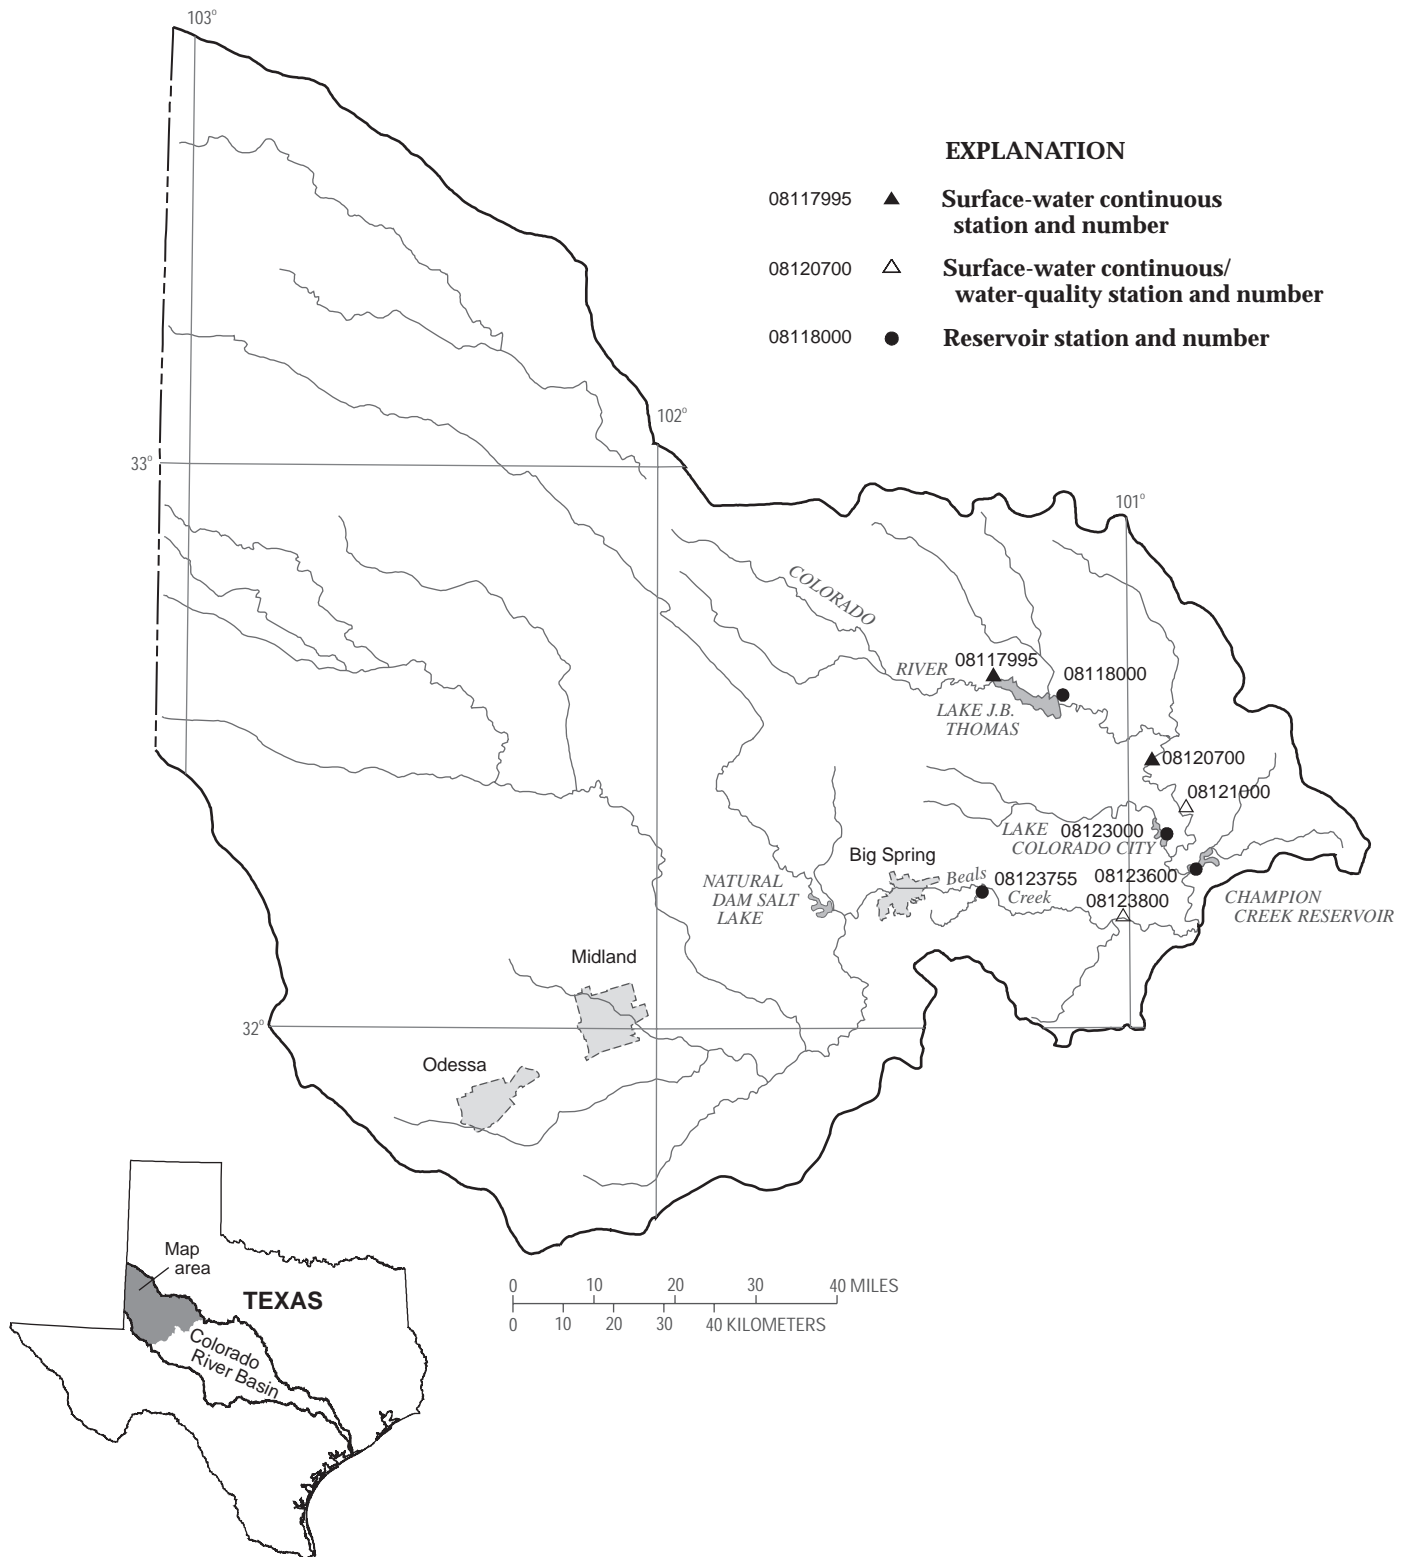 103°
EXPLANATION
08117995 Surface-water continuous
station and number
08120700 Surface-water continuous/
water-quality station and number
08118000 Reservoir station and number
102°
33°
101°
COLORADO
RIVER
08117995
08118000
LAKE J.B.
THOMAS
08120700
08121000
LAKE
COLORADO CITY
08123000
Big Spring
Beals
Creek
08123755
08123600
08123800
NATURAL
DAM SALT
LAKE
CHAMPION
CREEK RESERVOIR
Midland
32°
Odessa
Map
area
TEXAS
Colorado
River Basin
0 10 20 30 40 MILES
0 10 20 30 40 KILOMETERS